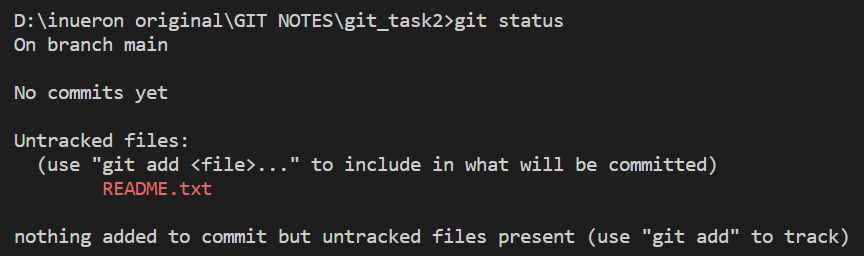 D:\inueron original\GIT NOTES\git_task2>git status
On branch main
No commits yet
Untracked files:
(use "git add <file>..." to include in what will be committed)
README.txt
nothing added to commit but untracked files present (use "git add" to track)